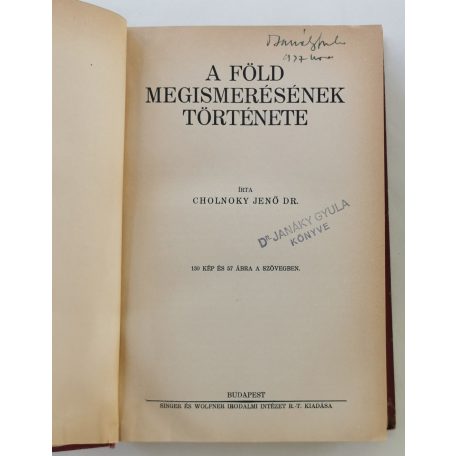 A FÖLD
MEGISMERÉSÉNEK
TÖRTÉNETE
ÍRTA
CHOLNOKY JENŐ DR.
DR. JANÁKY GYULA
KÖNYVE
130 KÉP ÉS 57 ÁBRA A SZÖVEGBEN.
BUDAPEST
SINGER ÉS WOLFNER IRODALMI INTÉZET R.-T. KIADÁSA